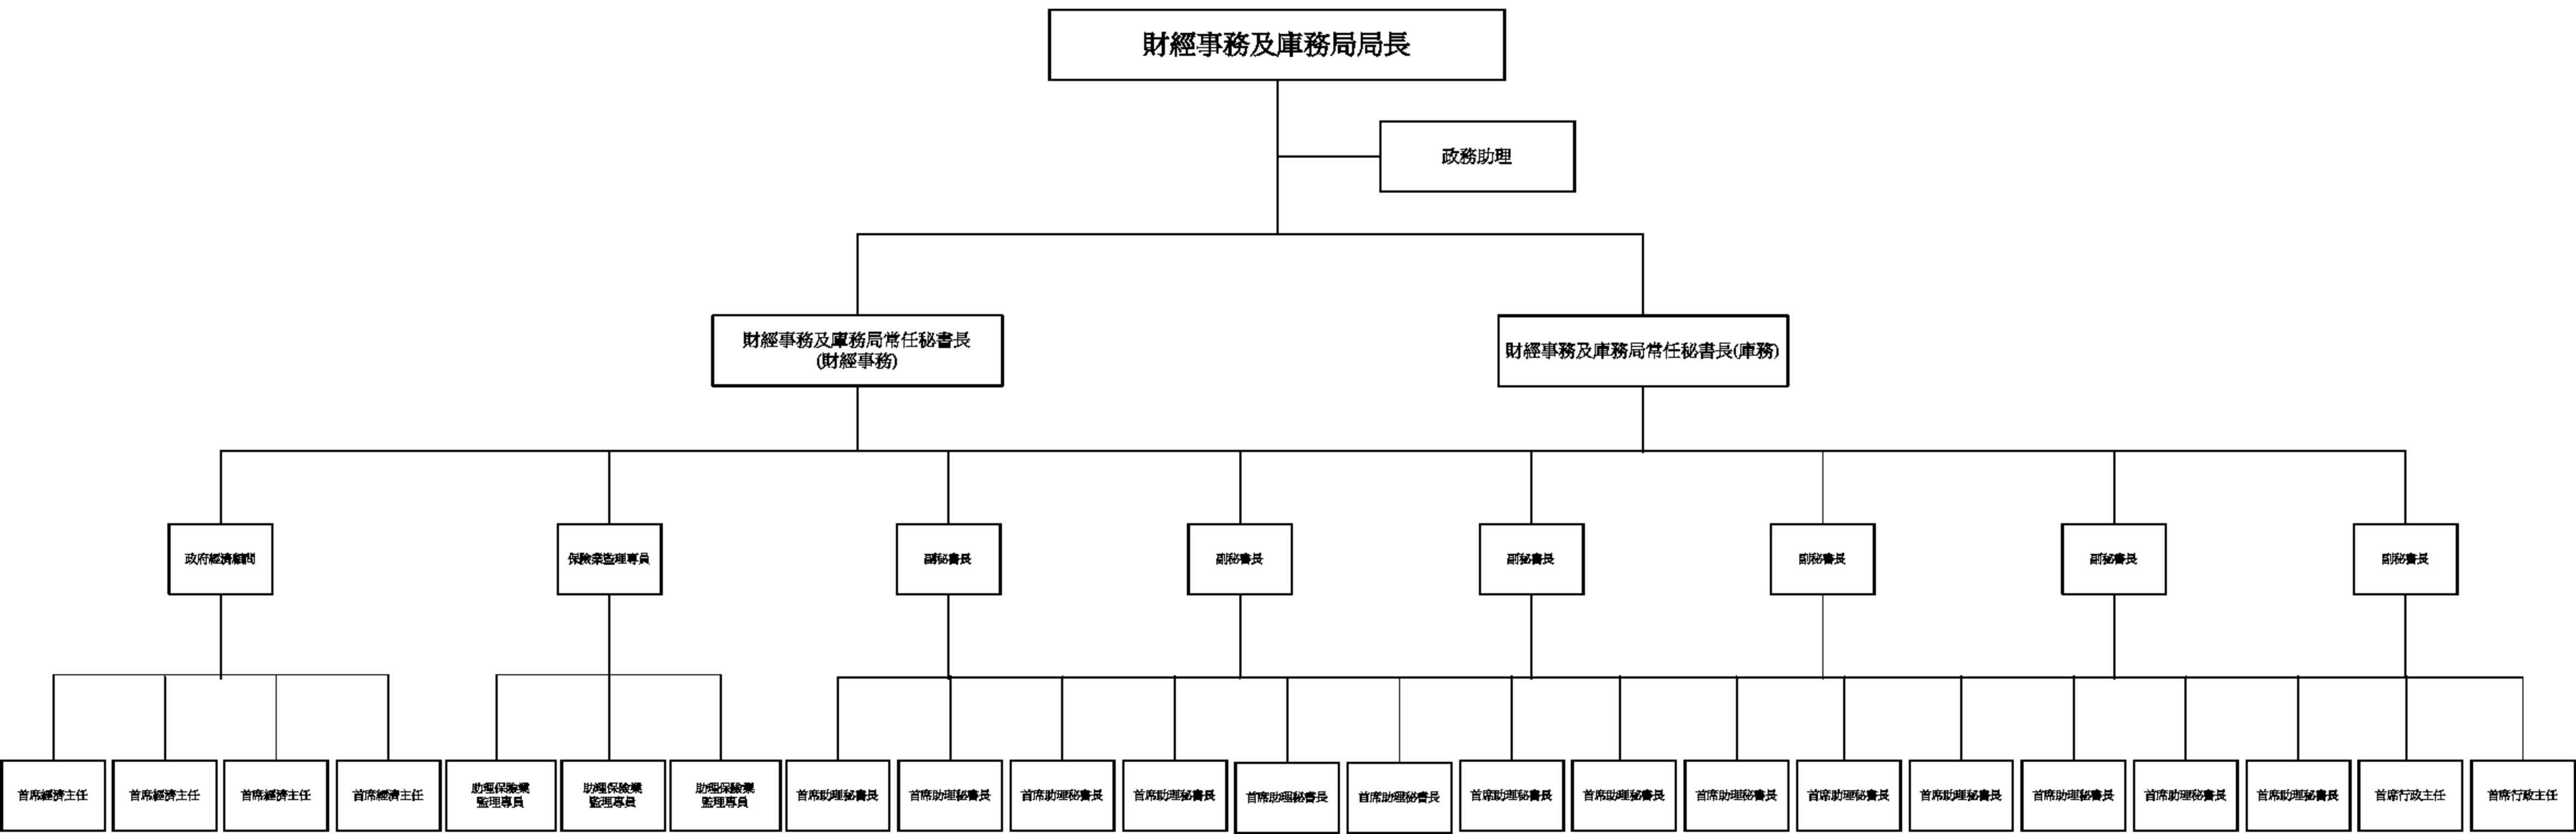 財經事務及庫務局局長
政務助理
財經事務及庫務局常任秘書長
(財經事務)
財經事務及庫務局常任秘書長(庫務)
政府經濟顧問
保險業監理專員
副秘書長
副秘書長
副秘書長
副秘書長
副秘書長
副秘書長
首席經濟主任
首席經濟主任
首席經濟主任
首席經濟主任
助理保險業
監理專員
助理保險業
監理專員
助理保險業
監理專員
首席助理秘書長
首席助理秘書長
首席助理秘書長
首席助理秘書長
首席助理秘書長
首席助理秘書長
首席助理秘書長
首席助理秘書長
首席助理秘書長
首席助理秘書長
首席助理秘書長
首席助理秘書長
首席助理秘書長
首席助理秘書長
首席行政主任
首席行政主任